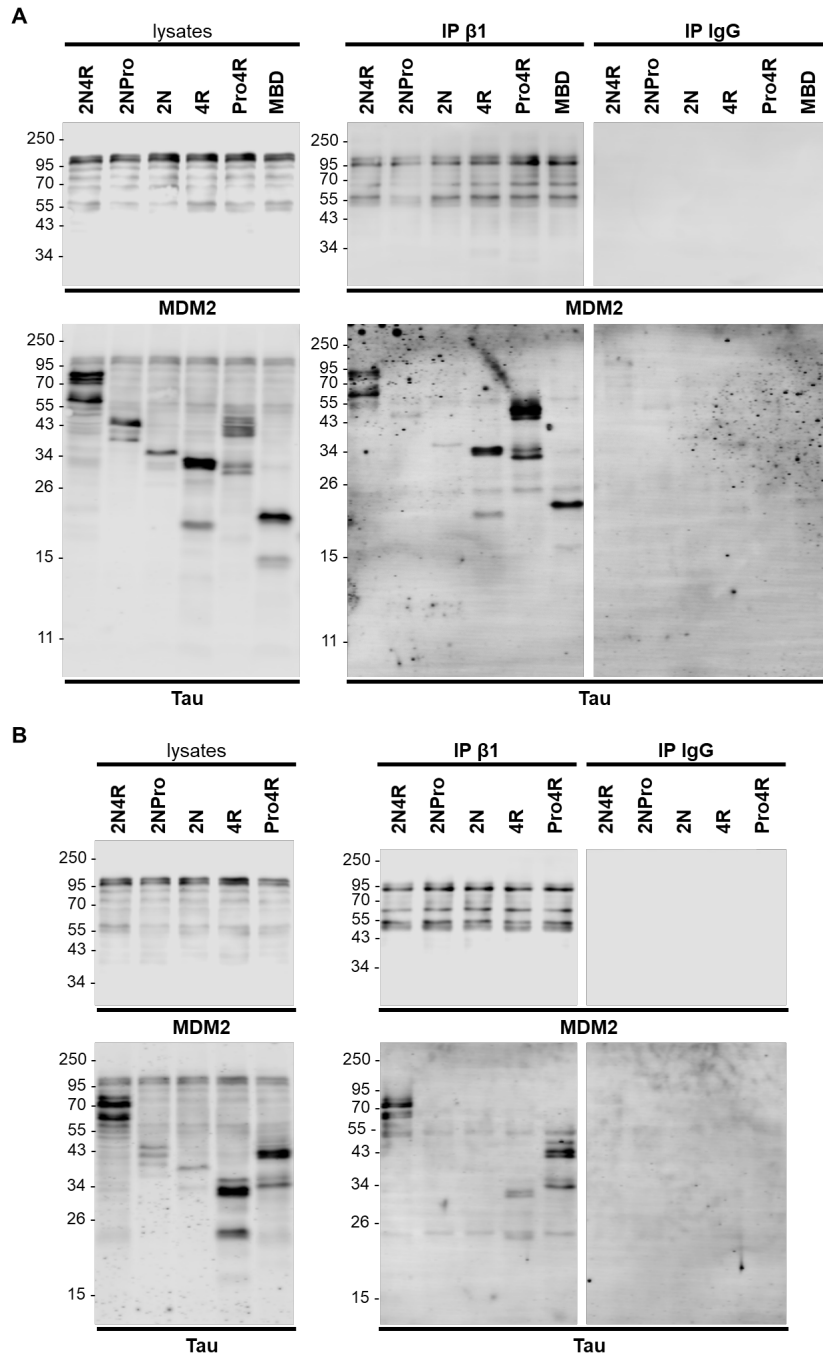 A
lysates
IP β1
IP IgG
2N4R 2NPro 2N 4R Pro4R MBD
2N4R 2NPro 2N 4R Pro4R MBD
2N4R 2NPro 2N 4R Pro4R MBD
250 -
95 -
70 -
55 -
43 -
34 -
250 -
95 -
70 -
55 -
43 -
34 -
MDM2
MDM2
250 -
95 -
70 -
55 -
43 -
34 -
26 -
15 -
11 -
250 -
95 -
70 -
55 -
43 -
34 -
26 -
15 -
11 -
Tau
Tau
B
lysates
IP β1
IP IgG
2N4R 2NPro 2N 4R Pro4R
2N4R 2NPro 2N 4R Pro4R
2N4R 2NPro 2N 4R Pro4R
250 -
95 -
70 -
55 -
43 -
34 -
250 -
95 -
70 -
55 -
43 -
34 -
MDM2
MDM2
250 -
95 -
70 -
55 -
43 -
34 -
26 -
15 -
250 -
95 -
70 -
55 -
43 -
34 -
26 -
15 -
Tau
Tau